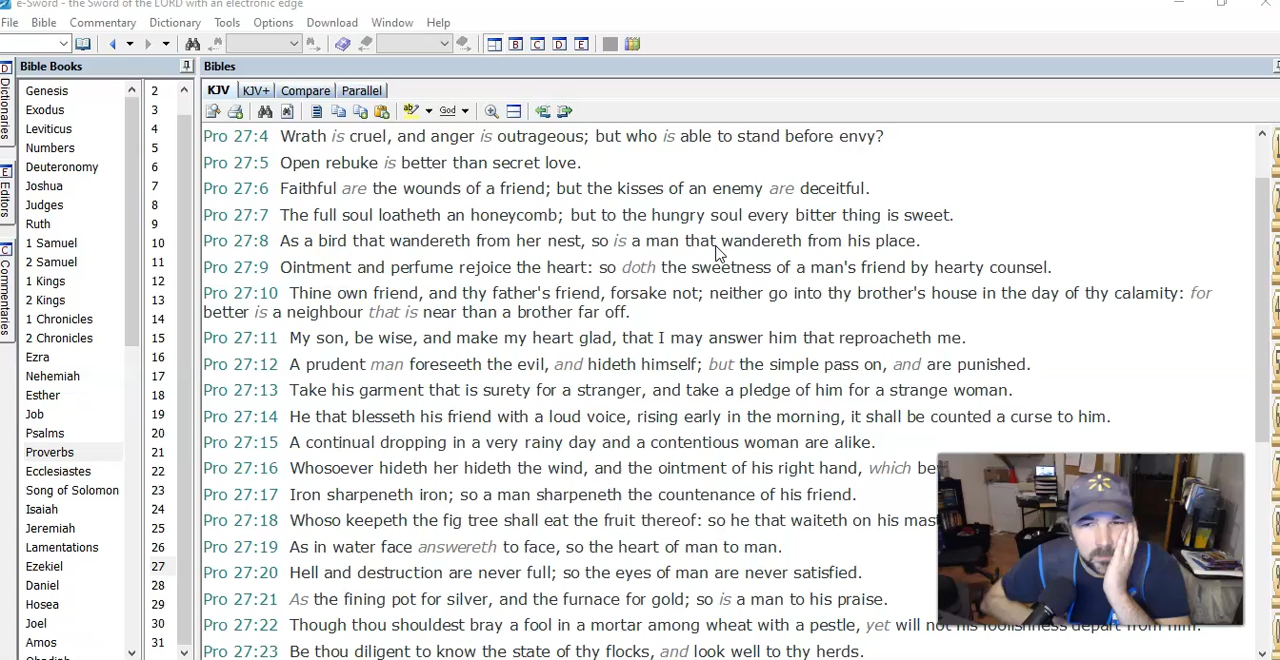 e-Sword - the Sword of the LORD with an electronic edge
File Bible Commentary Dictionary Tools Options Download Window Help
Bible Books
Bibles
Dictionaries
Editors
Commentaries
KJV KJV+ Compare Parallel
God
Genesis 2
Exodus 3
Leviticus 4
Numbers 5
Deuteronomy 6
Joshua 7
Judges 8
Ruth 9
1 Samuel 10
2 Samuel 11
1 Kings 12
2 Kings 13
1 Chronicles 14
2 Chronicles 15
Ezra 16
Nehemiah 17
Esther 18
Job 19
Psalms 20
Proverbs 21
Ecclesiastes 22
Song of Solomon 23
Isaiah 24
Jeremiah 25
Lamentations 26
Ezekiel 27
Daniel 28
Hosea 29
Joel 30
Amos 31
Obadiah
Pro 27:4 Wrath is cruel, and anger is outrageous; but who is able to stand before envy?
Pro 27:5 Open rebuke is better than secret love.
Pro 27:6 Faithful are the wounds of a friend; but the kisses of an enemy are deceitful.
Pro 27:7 The full soul loatheth an honeycomb; but to the hungry soul every bitter thing is sweet.
Pro 27:8 As a bird that wandereth from her nest, so is a man that wandereth from his place.
Pro 27:9 Ointment and perfume rejoice the heart: so doth the sweetness of a man's friend by hearty counsel.
Pro 27:10 Thine own friend, and thy father's friend, forsake not; neither go into thy brother's house in the day of thy calamity: for
better is a neighbour that is near than a brother far off.
Pro 27:11 My son, be wise, and make my heart glad, that I may answer him that reproacheth me.
Pro 27:12 A prudent man foreseeth the evil, and hideth himself; but the simple pass on, and are punished.
Pro 27:13 Take his garment that is surety for a stranger, and take a pledge of him for a strange woman.
Pro 27:14 He that blesseth his friend with a loud voice, rising early in the morning, it shall be counted a curse to him.
Pro 27:15 A continual dropping in a very rainy day and a contentious woman are alike.
Pro 27:16 Whosoever hideth her hideth the wind, and the ointment of his right hand, which be
Pro 27:17 Iron sharpeneth iron; so a man sharpeneth the countenance of his friend.
Pro 27:18 Whoso keepeth the fig tree shall eat the fruit thereof: so he that waiteth on his mas
Pro 27:19 As in water face answereth to face, so the heart of man to man.
Pro 27:20 Hell and destruction are never full; so the eyes of man are never satisfied.
Pro 27:21 As the fining pot for silver, and the furnace for gold; so is a man to his praise.
Pro 27:22 Though thou shouldest bray a fool in a mortar among wheat with a pestle, yet will not his foolishness depart from him.
Pro 27:23 Be thou diligent to know the state of thy flocks, and look well to thy herds.